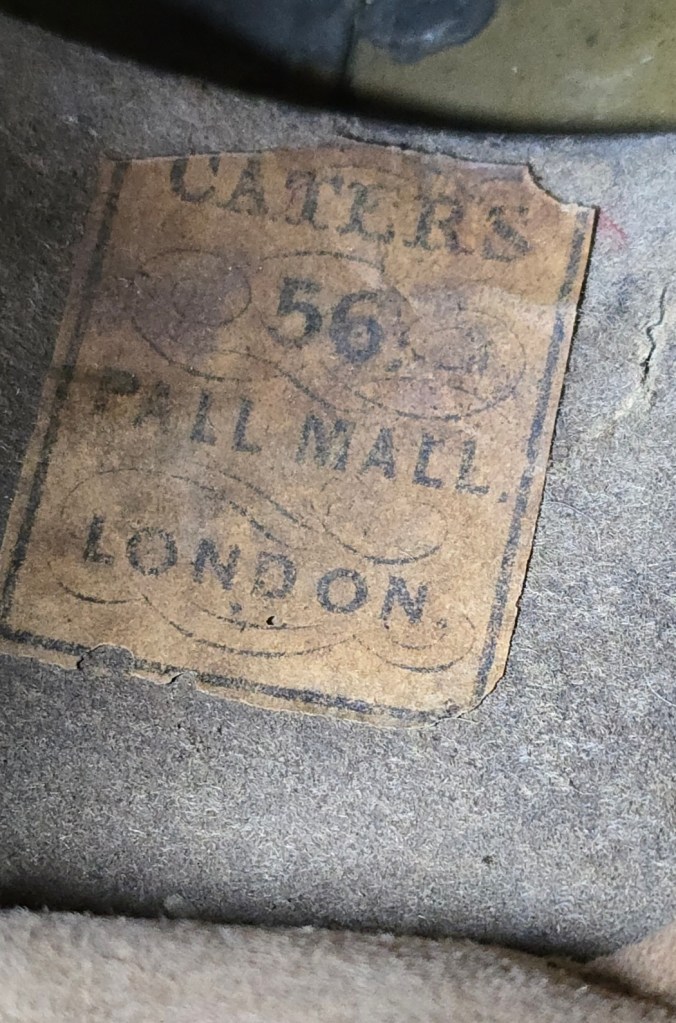 CATERS
56,
PALL MALL.
LONDON.